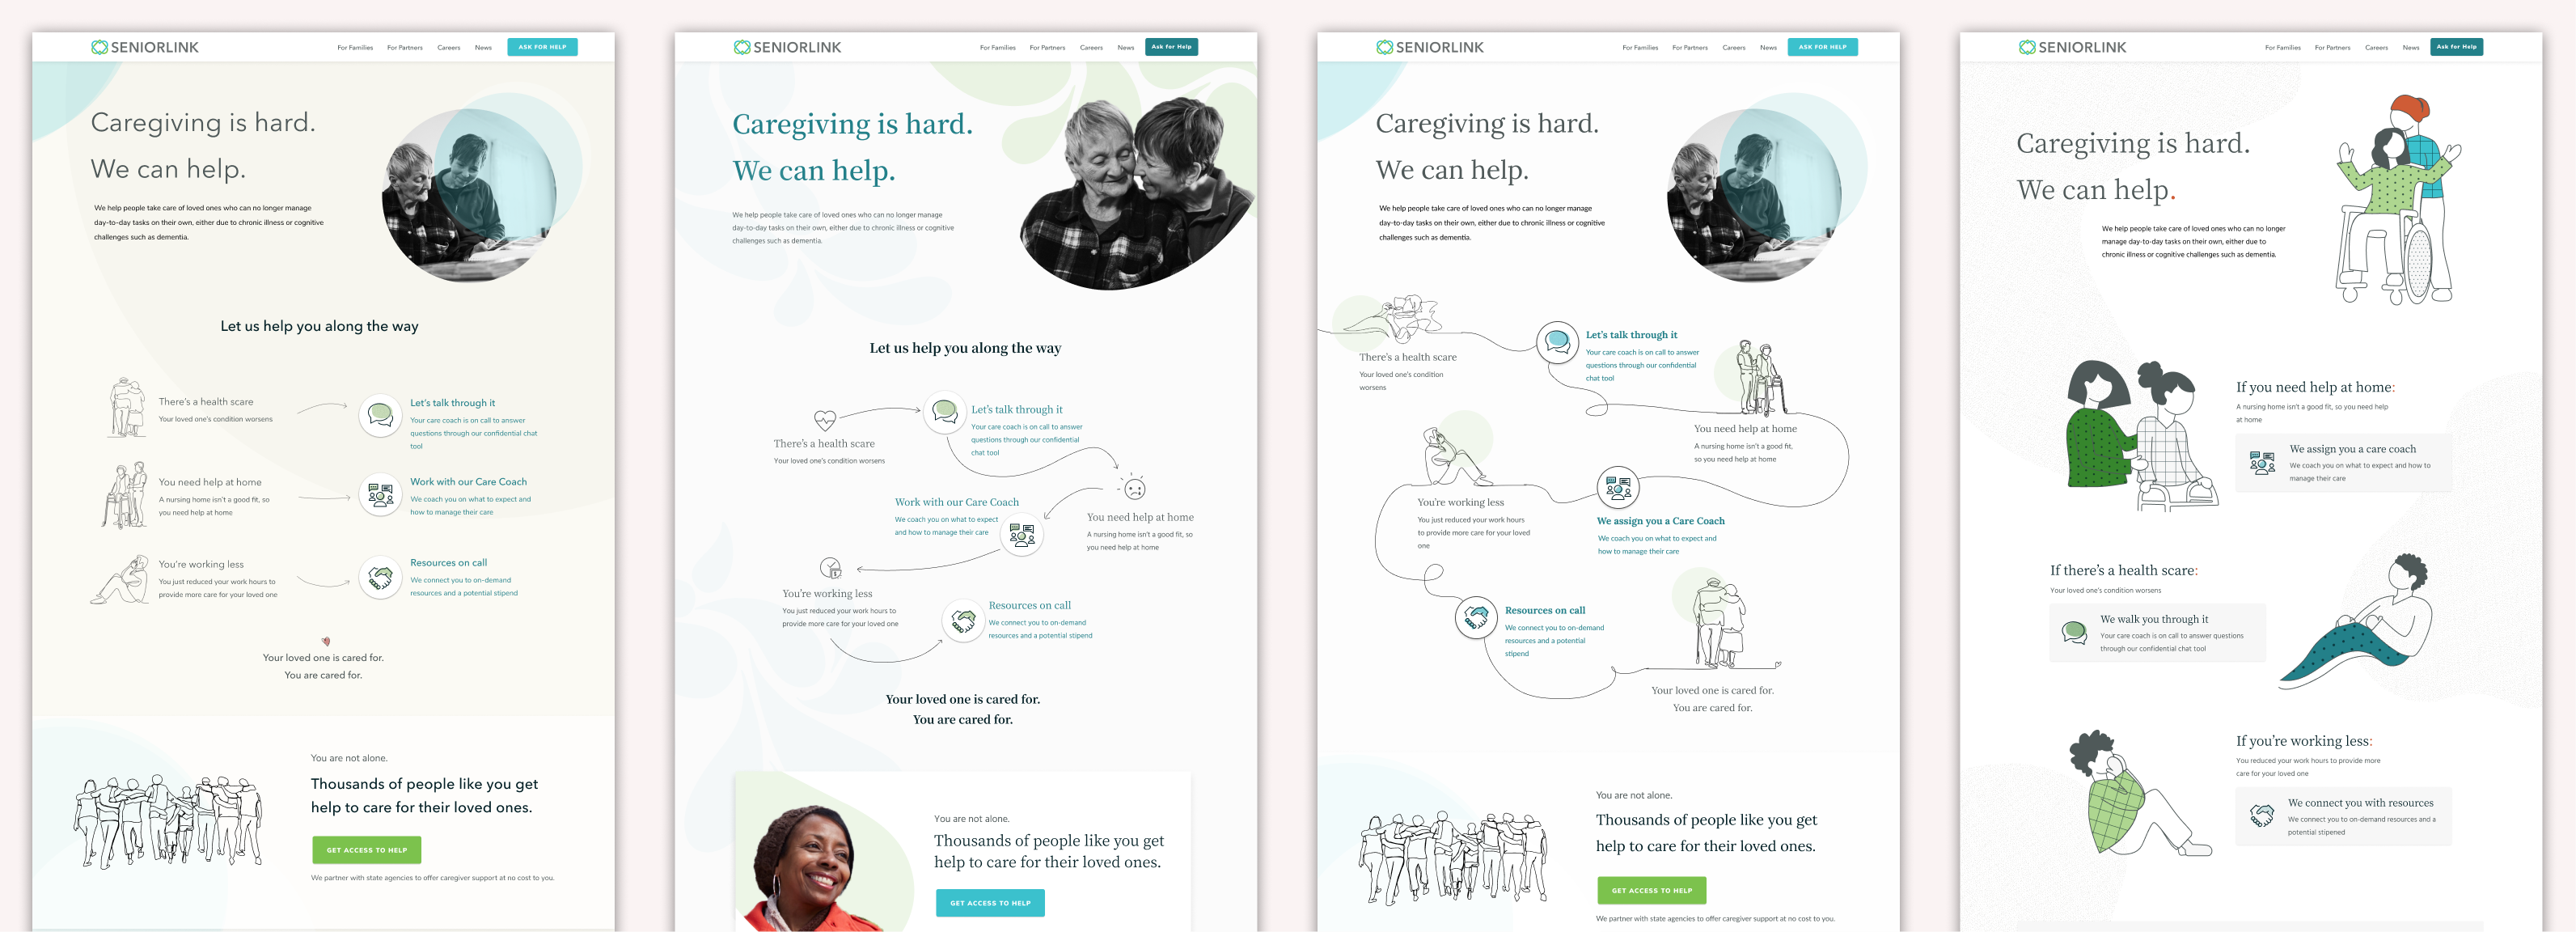 SENIORLINK
For Families
For Partners
Careers
News
ASK FOR HELP
Caregiving is hard.
We can help.
We help people take care of loved ones who can no longer manage
day-to-day tasks on their own, either due to chronic illness or cognitive
challenges such as dementia.
Let us help you along the way
There's a health scare
Your loved one's condition worsens
Let's talk through it
Your care coach is on call to answer
questions through our confidential chat
tool
You need help at home
A nursing home isn't a good fit, so
you need help at home
Work with our Care Coach
We coach you on what to expect and
how to manage their care
You're working less
You just reduced your work hours to
provide more care for your loved one
Resources on call
We connect you to on-demand
resources and a potential stipend
Your loved one is cared for.
You are cared for.
You are not alone.
Thousands of people like you get
help to care for their loved ones.
GET ACCESS TO HELP
We partner with state agencies to offer caregiver support at no cost to you.
SENIORLINK
For Families
For Partners
Careers
News
Ask for Help
Caregiving is hard.
We can help.
We help people take care of loved ones who can no longer manage
day-to-day tasks on their own, either due to chronic illness or cognitive
challenges such as dementia.
Let us help you along the way
There's a health scare
Your loved one's condition worsens
Let's talk through it
Your care coach is on call to answer
questions through our confidential
chat tool
Work with our Care Coach
We coach you on what to expect
and how to manage their care
You need help at home
A nursing home isn't a good fit, so
you need help at home
You're working less
You just reduced your work hours to
provide more care for your loved one
Resources on call
We connect you to on-demand
resources and a potential stipend
Your loved one is cared for.
You are cared for.
You are not alone.
Thousands of people like you get
help to care for their loved ones.
GET ACCESS TO HELP
SENIORLINK
For Families
For Partners
Careers
News
ASK FOR HELP
Caregiving is hard.
We can help.
We help people take care of loved ones who can no longer manage
day-to-day tasks on their own, either due to chronic illness or cognitive
challenges such as dementia.
There's a health scare
Your loved one's condition
worsens
Let's talk through it
Your care coach is on call to answer
questions through our confidential
chat tool
You need help at home
A nursing home isn't a good fit,
so you need help at home
You're working less
You just reduced your work hours
to provide more care for your loved
one
We assign you a Care Coach
We coach you on what to expect and
how to manage their care
Resources on call
We connect you to on-demand
resources and a potential
stipend
Your loved one is cared for.
You are cared for.
You are not alone.
Thousands of people like you get
help to care for their loved ones.
GET ACCESS TO HELP
We partner with state agencies to offer caregiver support at no cost to you.
SENIORLINK
For Families
For Partners
Careers
News
Ask for Help
Caregiving is hard.
We can help.
We help people take care of loved ones who can no longer
manage day-to-day tasks on their own, either due to
chronic illness or cognitive challenges such as dementia.
If you need help at home:
A nursing home isn't a good fit, so you need help
at home
We assign you a care coach
We coach you on what to expect and how to
manage their care
If there's a health scare:
Your loved one's condition worsens
We walk you through it
Your care coach is on call to answer questions
through our confidential chat tool
If you're working less:
You reduced your work hours to provide more
care for your loved one
We connect you with resources
We connect you to on-demand resources and a
potential stipened